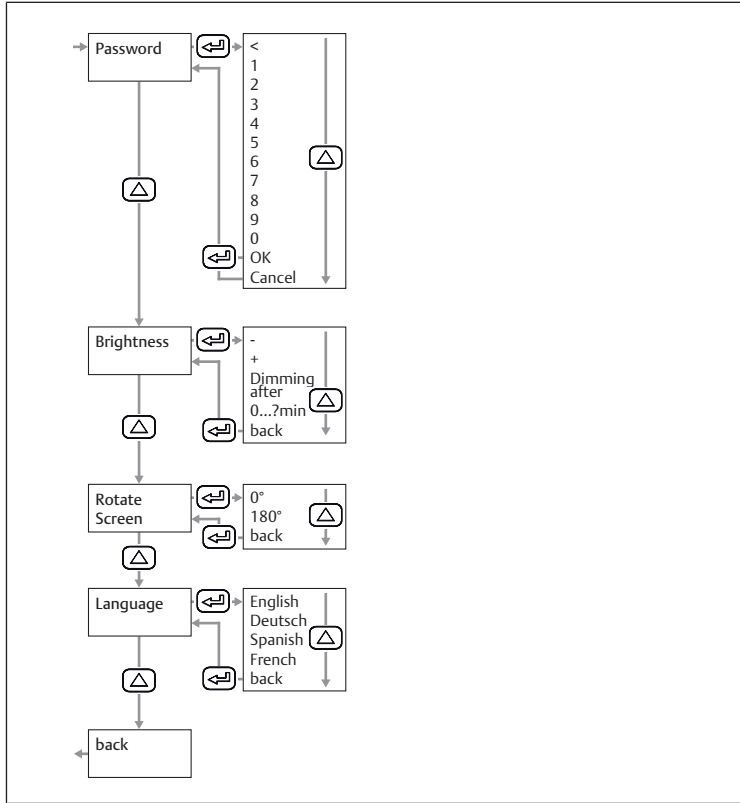 Password
<
1
2
3
4
5
6
7
8
9
0
OK
Cancel
Brightness
-
+
Dimming
after
0...?min
back
Rotate
Screen
0°
180°
back
Language
English
Deutsch
Spanish
French
back
back